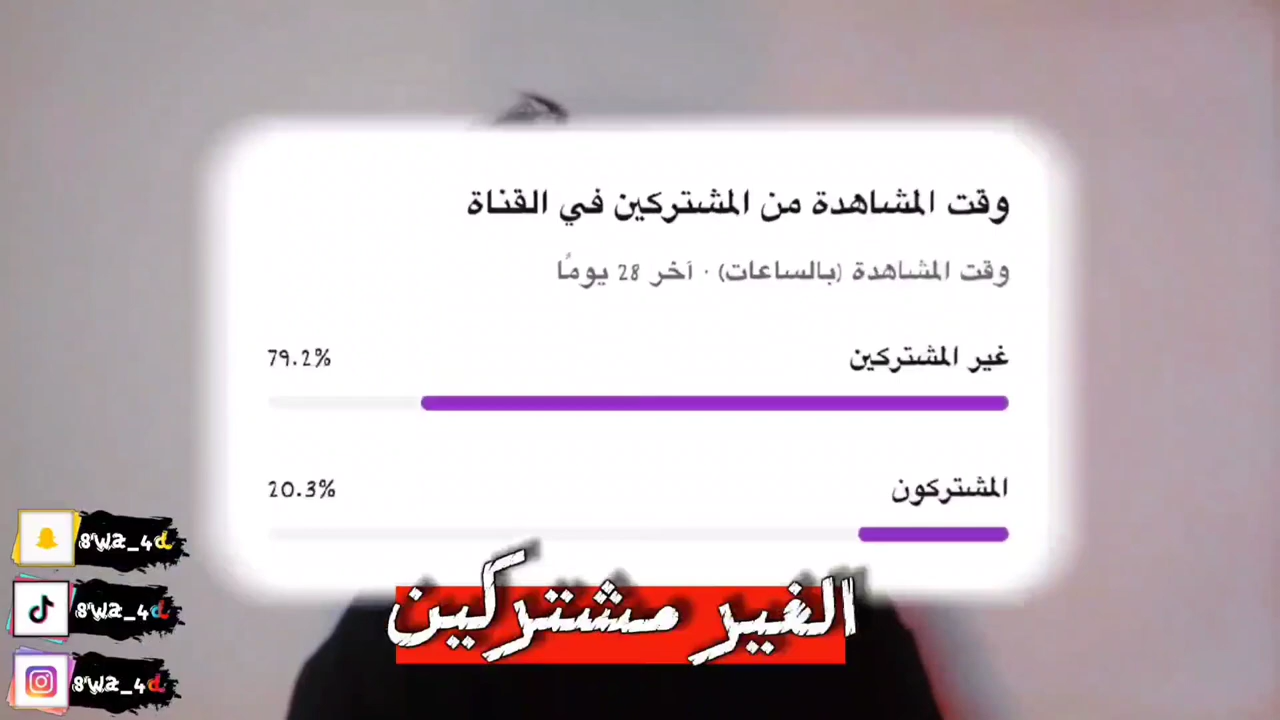 وقت المشاهدة من المشتركين في القناة
وقت المشاهدة (بالساعات) · آخر 28 يومًا
غير المشتركين 79.2%
المشتركون 20.3%
الغير مشتركين
8Wa_4d
8Wa_4d
8Wa_4d